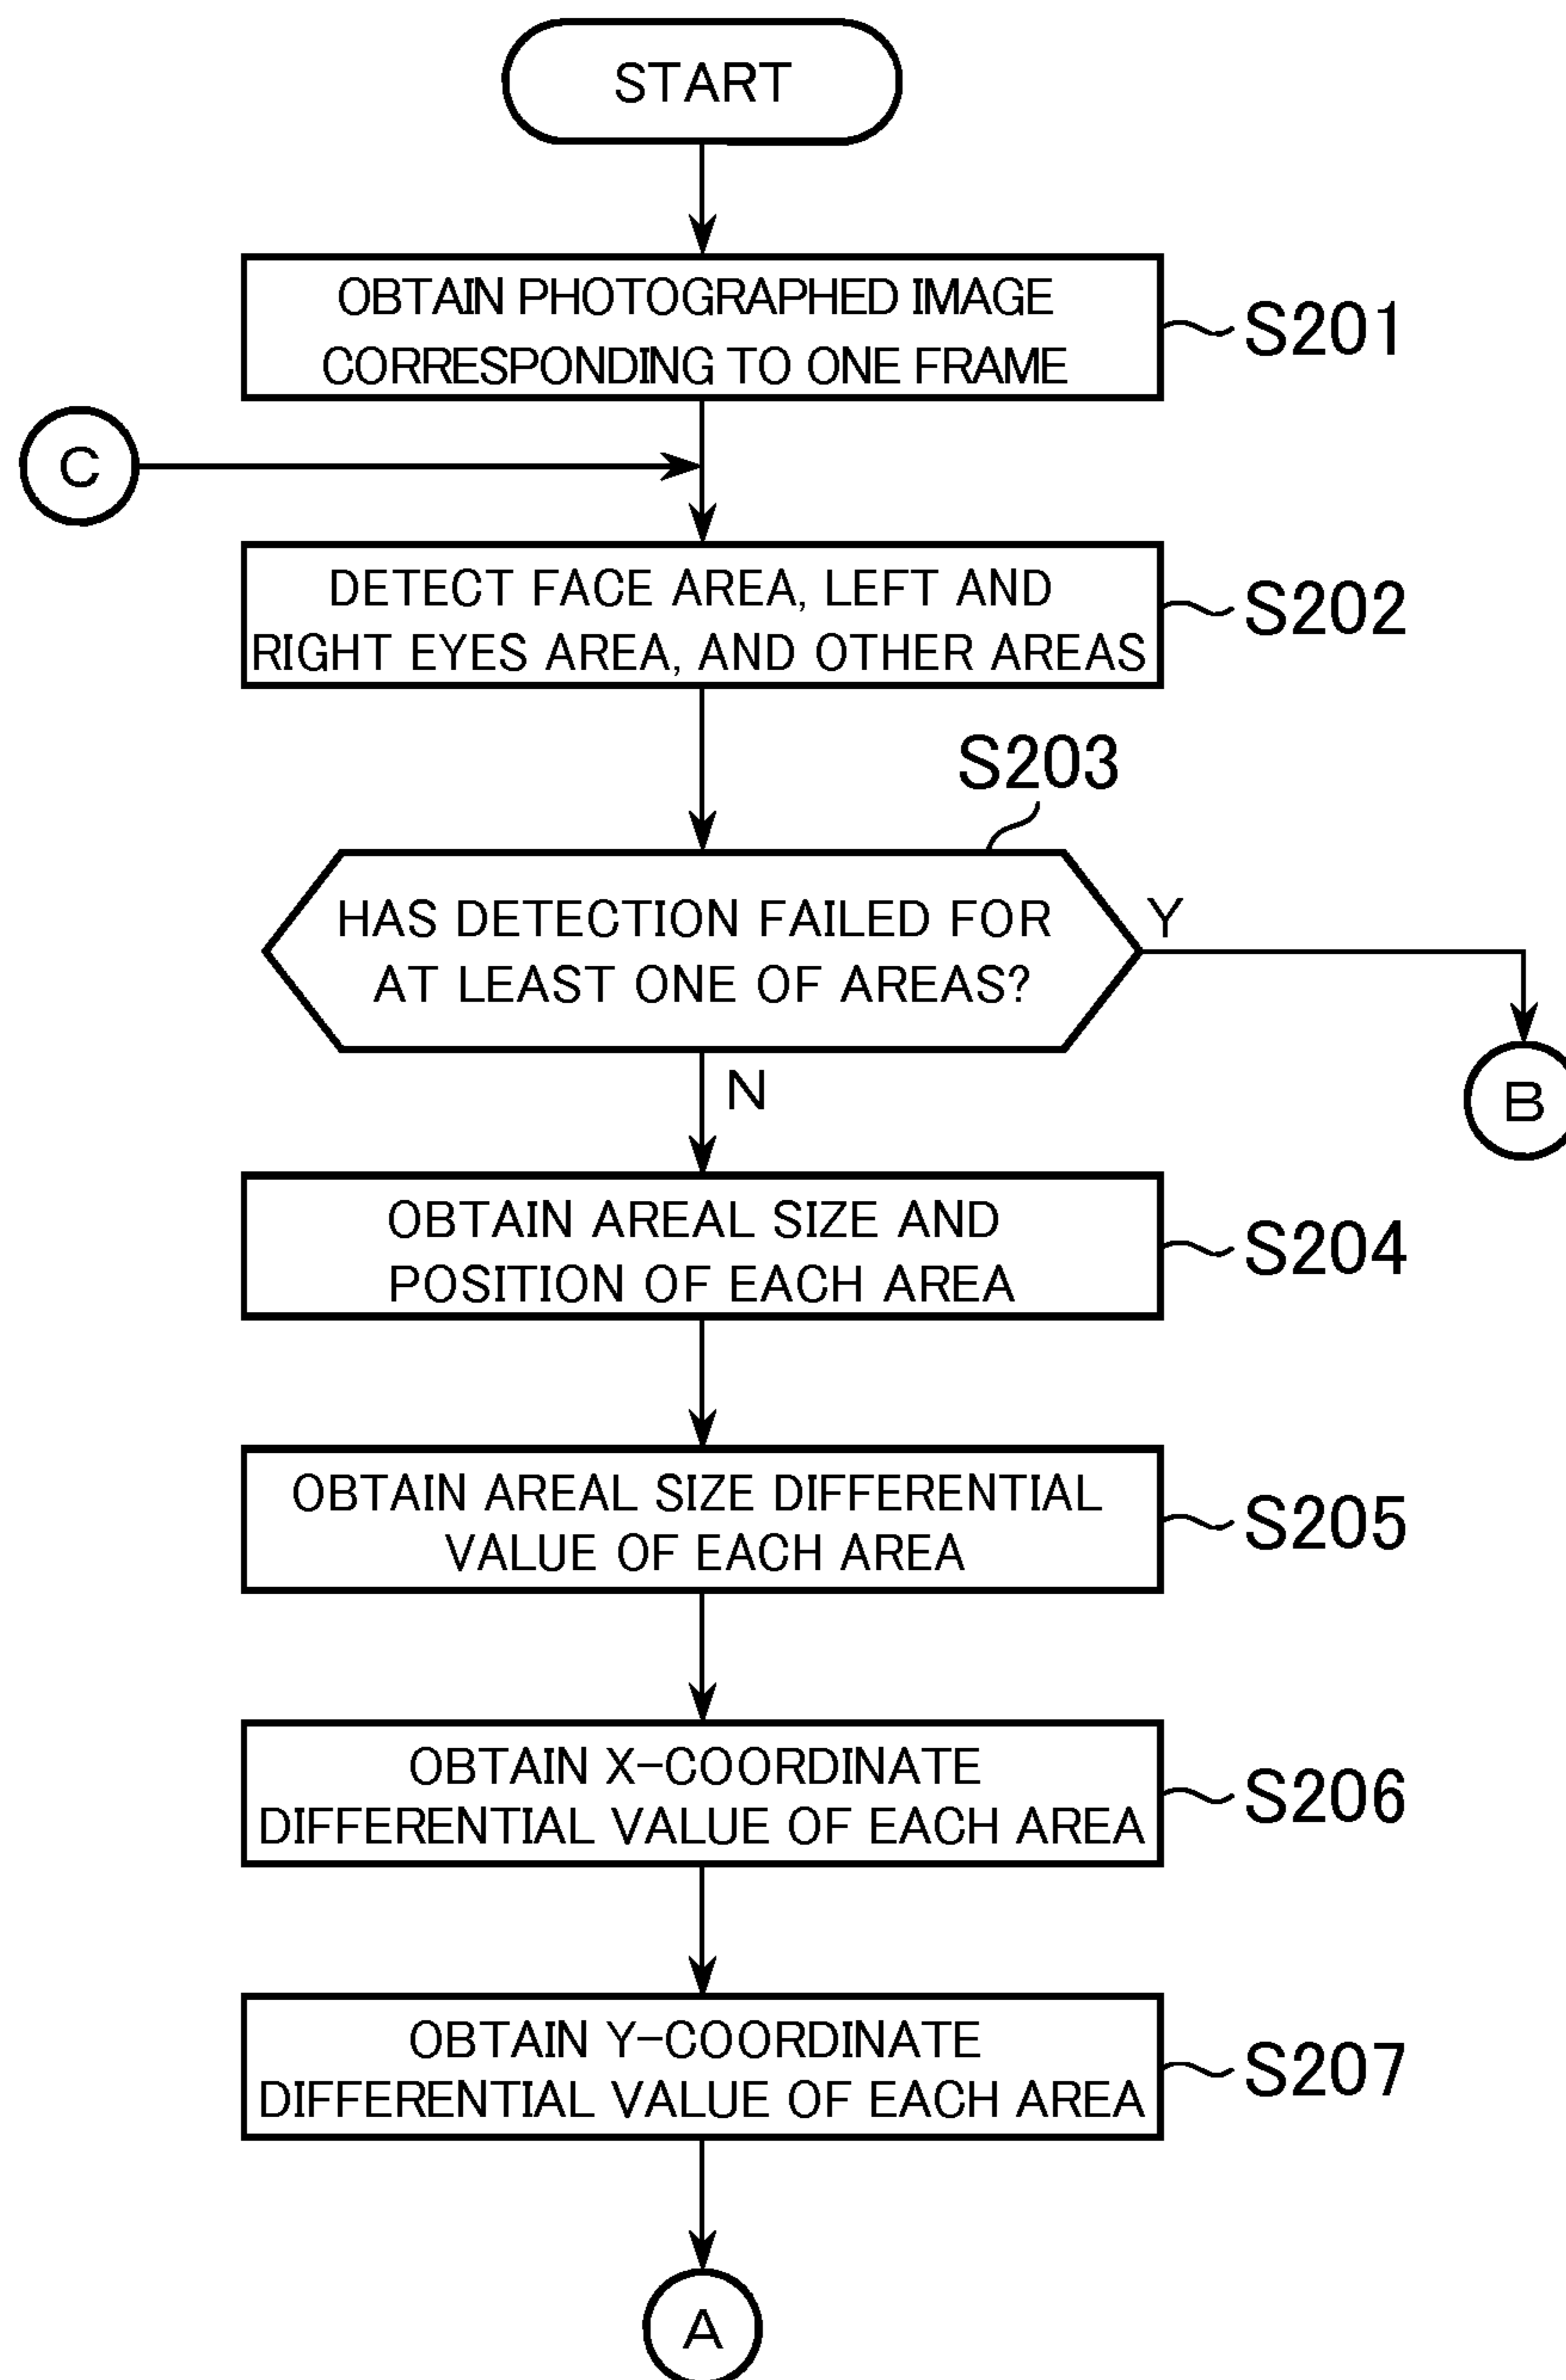 START
OBTAIN PHOTOGRAPHED IMAGE
CORRESPONDING TO ONE FRAME
S201
C
DETECT FACE AREA, LEFT AND
RIGHT EYES AREA, AND OTHER AREAS
S202
S203
HAS DETECTION FAILED FOR
AT LEAST ONE OF AREAS?
Y
N
B
OBTAIN AREAL SIZE AND
POSITION OF EACH AREA
S204
OBTAIN AREAL SIZE DIFFERENTIAL
VALUE OF EACH AREA
S205
OBTAIN X-COORDINATE
DIFFERENTIAL VALUE OF EACH AREA
S206
OBTAIN Y-COORDINATE
DIFFERENTIAL VALUE OF EACH AREA
S207
A